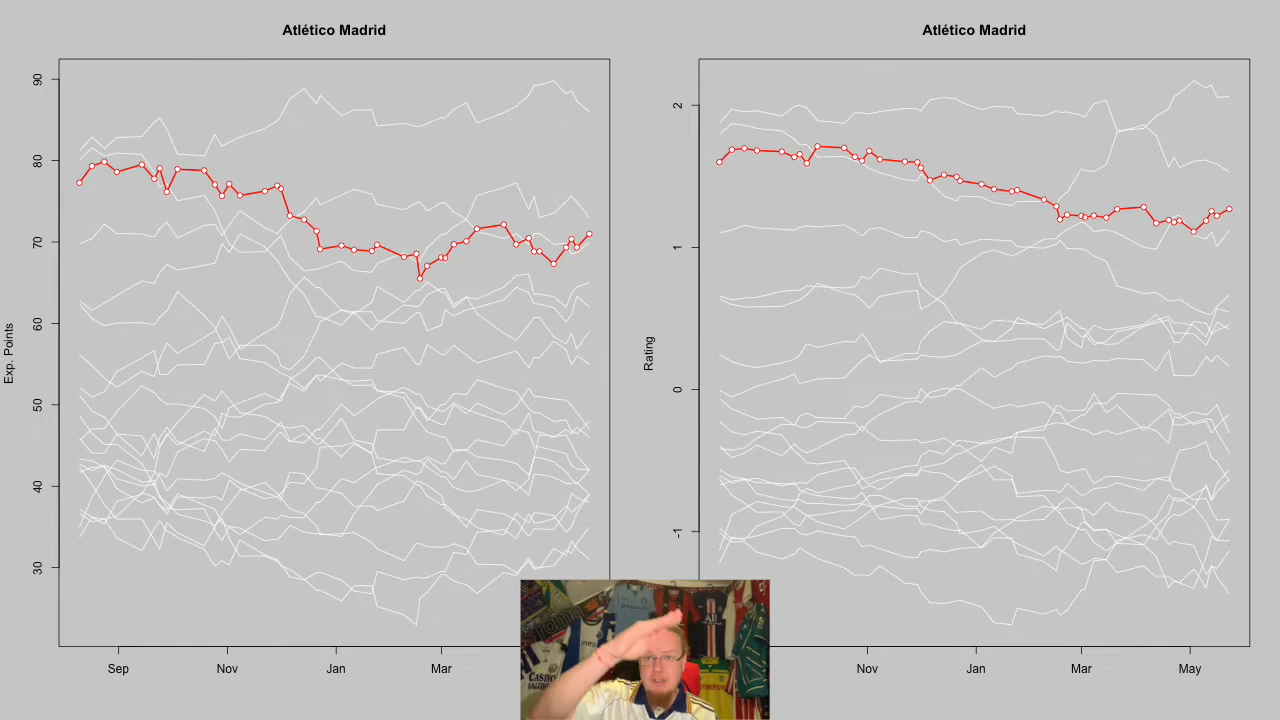 Atlético Madrid
Exp. Points
90
80
70
60
50
40
30
Sep
Nov
Jan
Mar
Atlético Madrid
Rating
2
1
0
-1
Nov
Jan
Mar
May
CASINO